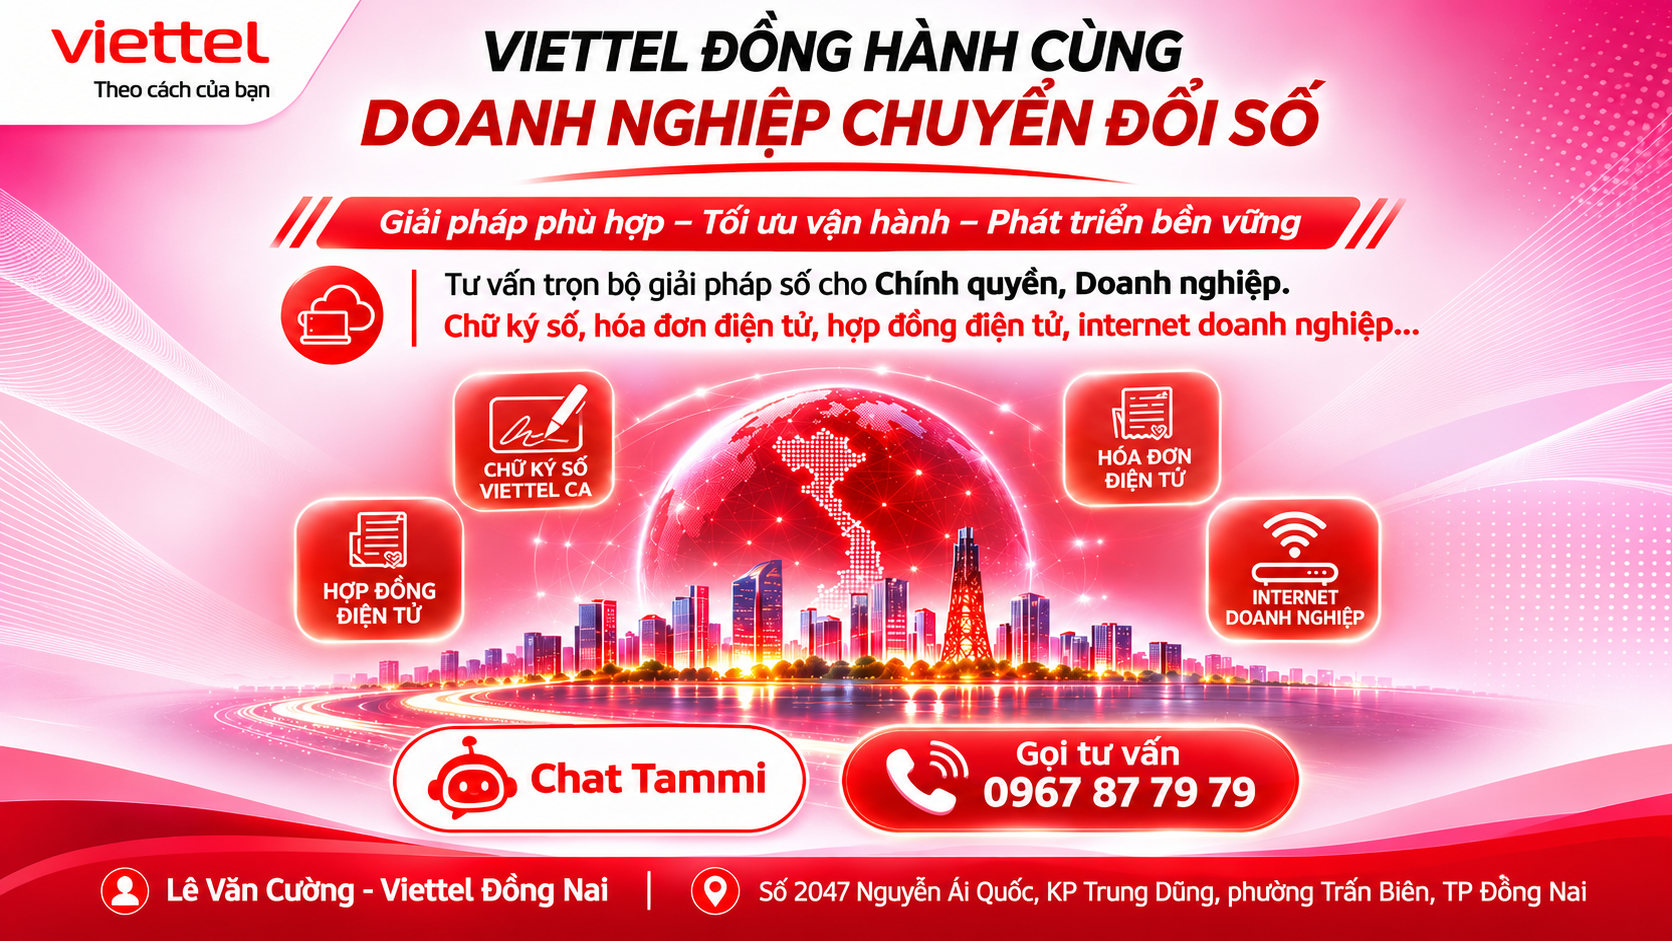 viettel
Theo cách của bạn
VIETTEL ĐỒNG HÀNH CÙNG
DOANH NGHIỆP CHUYỂN ĐỔI SỐ
Giải pháp phù hợp – Tối ưu vận hành – Phát triển bền vững
Tư vấn trọn bộ giải pháp số cho Chính quyền, Doanh nghiệp.
Chữ ký số, hóa đơn điện tử, hợp đồng điện tử, internet doanh nghiệp...
CHỮ KÝ SỐ
VIETTEL CA
HÓA ĐƠN
ĐIỆN TỬ
HỢP ĐỒNG
ĐIỆN TỬ
INTERNET
DOANH NGHIỆP
Chat Tammi
Gọi tư vấn
0967 87 79 79
Lê Văn Cường - Viettel Đồng Nai
Số 2047 Nguyễn Ái Quốc, KP Trung Dũng, phường Trấn Biên, TP Đồng Nai